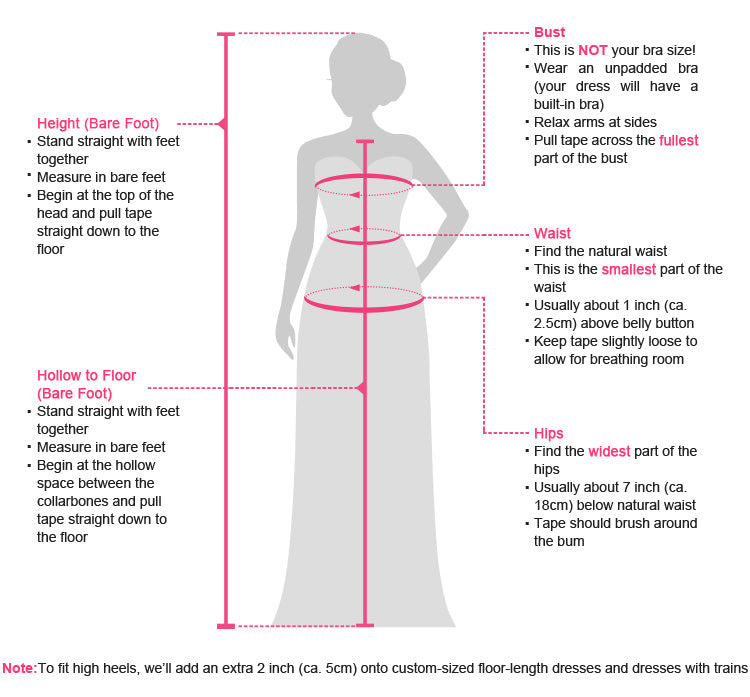 Height (Bare Foot)
▪ Stand straight with feet
together
▪ Measure in bare feet
▪ Begin at the top of the
head and pull tape
straight down to the
floor
Hollow to Floor
(Bare Foot)
▪ Stand straight with feet
together
▪ Measure in bare feet
▪ Begin at the hollow
space between the
collarbones and pull
tape straight down to
the floor
Bust
▪ This is NOT your bra size!
▪ Wear an unpadded bra
(your dress will have a
built-in bra)
▪ Relax arms at sides
▪ Pull tape across the fullest
part of the bust
Waist
▪ Find the natural waist
▪ This is the smallest part of the
waist
▪ Usually about 1 inch (ca.
2.5cm) above belly button
▪ Keep tape slightly loose to
allow for breathing room
Hips
▪ Find the widest part of the
hips
▪ Usually about 7 inch (ca.
18cm) below natural waist
▪ Tape should brush around
the bum
Note:To fit high heels, we’ll add an extra 2 inch (ca. 5cm) onto custom-sized floor-length dresses and dresses with trains